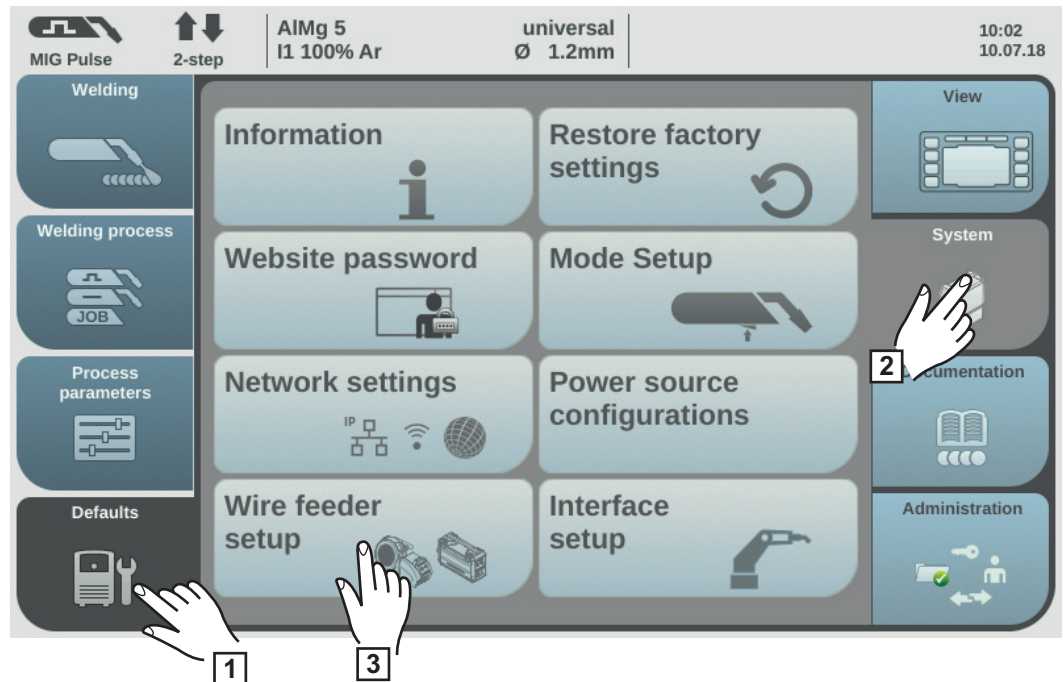 MIG Pulse
2-step
AlMg 5
I1 100% Ar
universal
Ø 1.2mm
10:02
10.07.18
Welding
Welding process
JOB
Process
parameters
Defaults
Information
Restore factory
settings
Website password
Mode Setup
Network settings
IP
Power source
configurations
Wire feeder
setup
Interface
setup
View
System
Administration
1
2
3